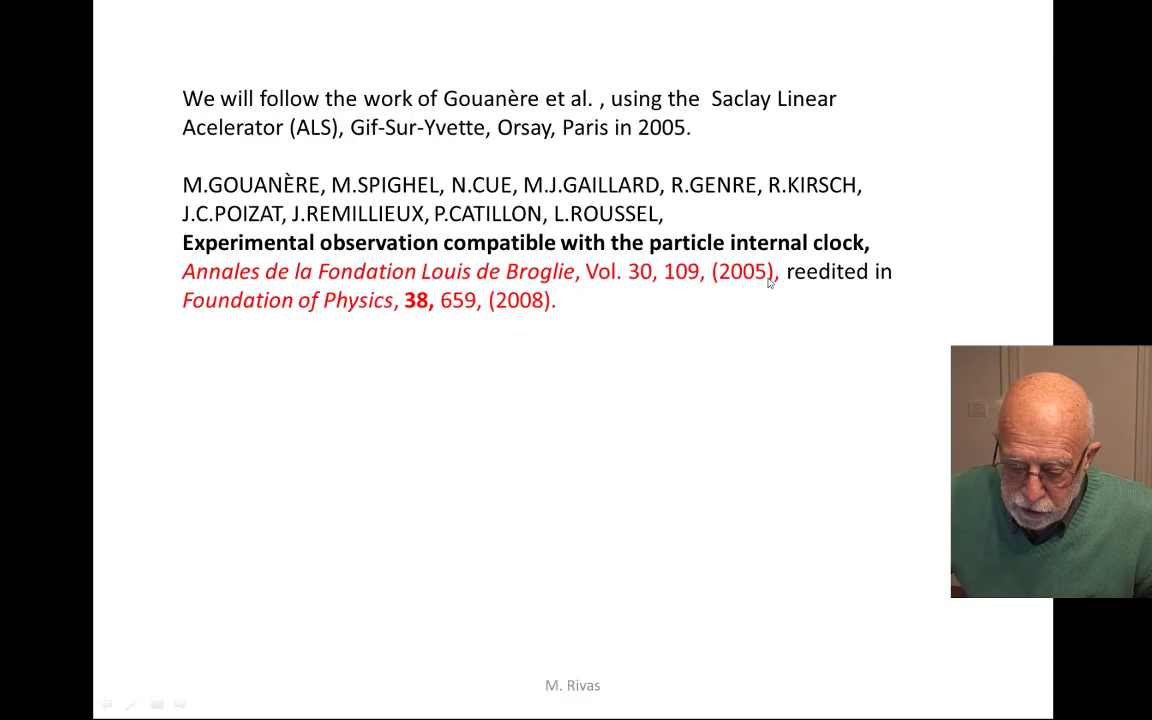 We will follow the work of Gouanère et al. , using the Saclay Linear
Acelerator (ALS), Gif-Sur-Yvette, Orsay, Paris in 2005.
M.GOUANÈRE, M.SPIGHEL, N.CUE, M.J.GAILLARD, R.GENRE, R.KIRSCH,
J.C.POIZAT, J.REMILLIEUX, P.CATILLON, L.ROUSSEL,
Experimental observation compatible with the particle internal clock,
Annales de la Fondation Louis de Broglie, Vol. 30, 109, (2005), reedited in
Foundation of Physics, 38, 659, (2008).
M. Rivas